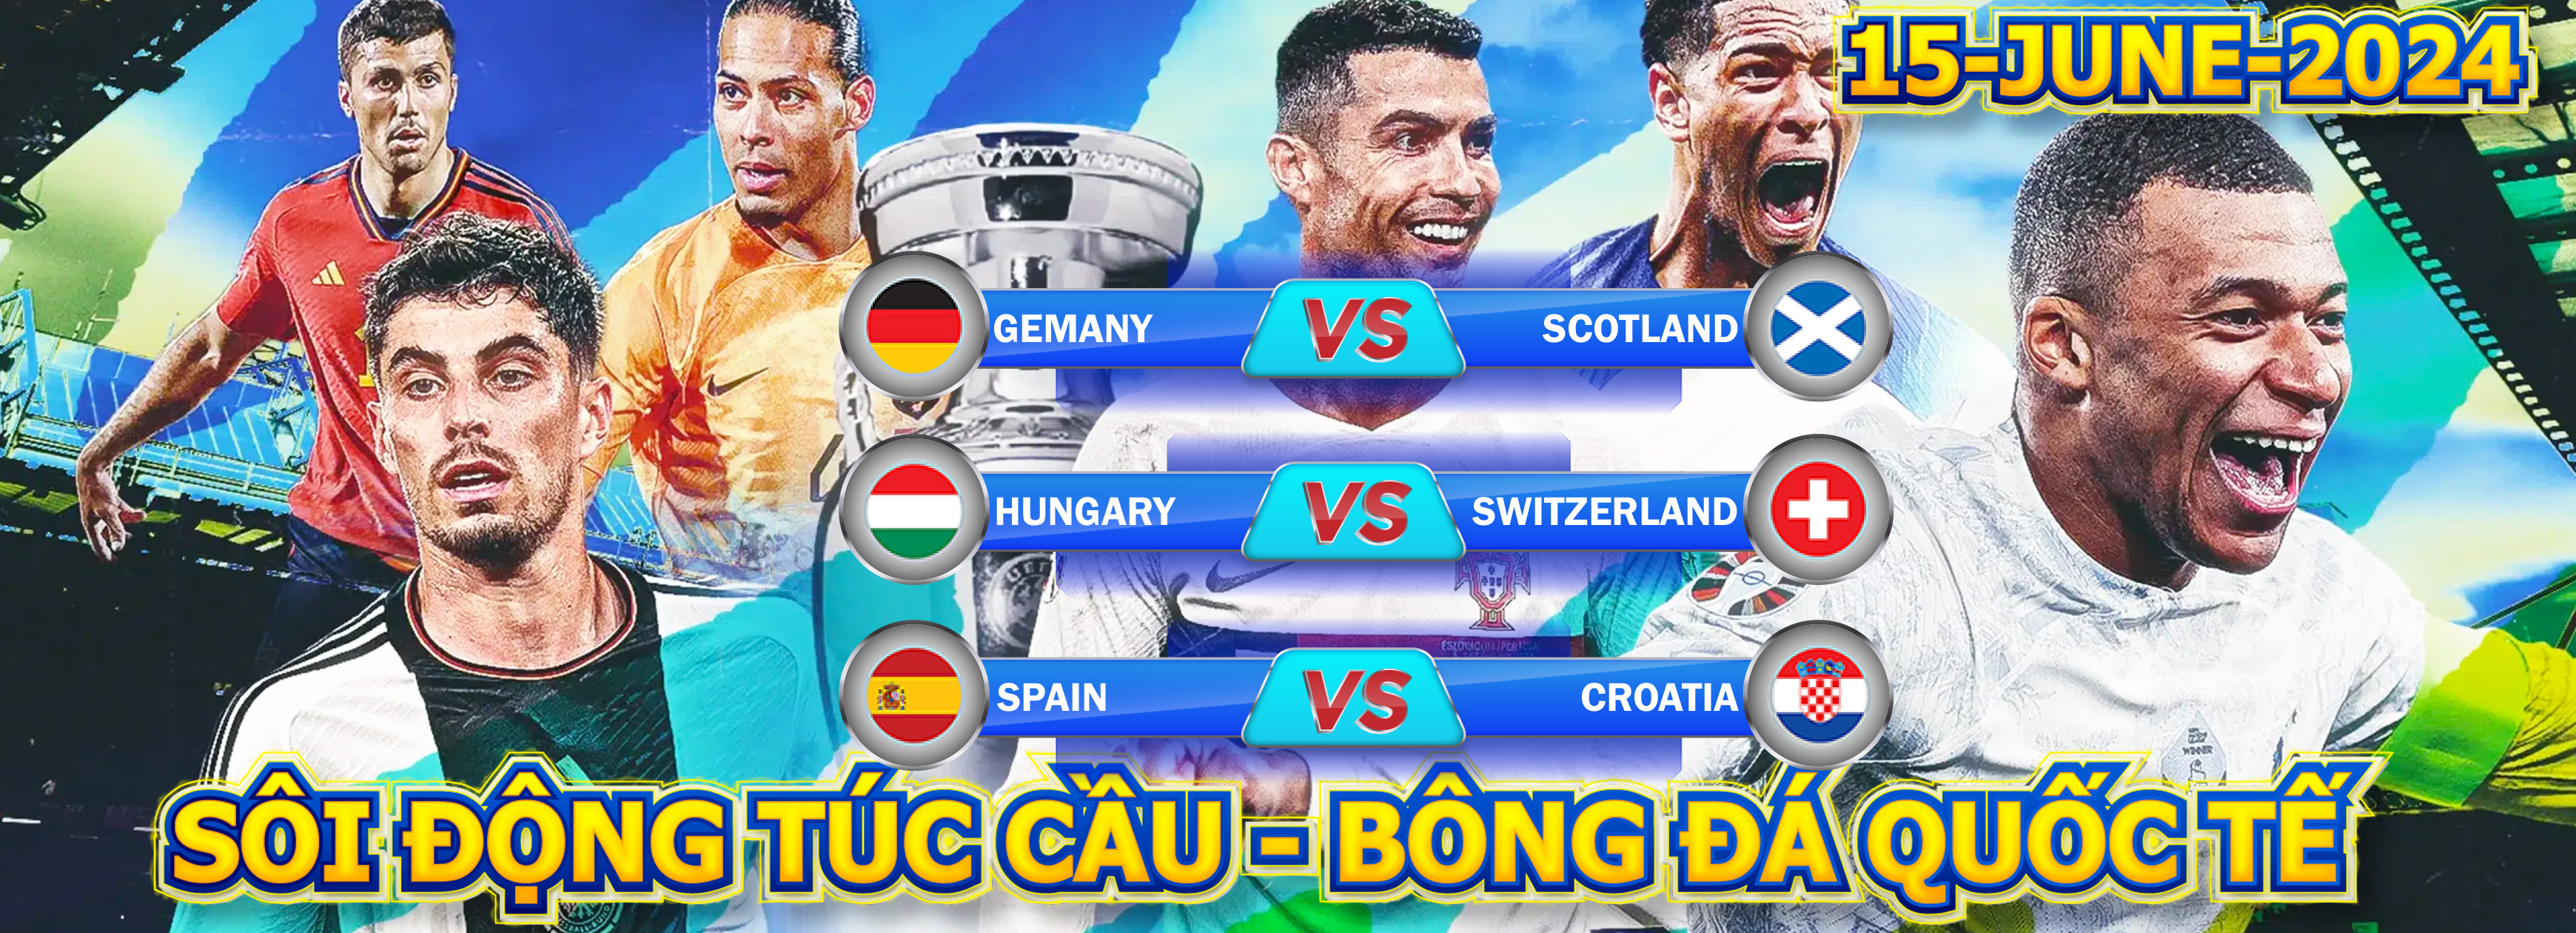 15-JUNE-2024
GEMANY VS SCOTLAND
HUNGARY VS SWITZERLAND
SPAIN VS CROATIA
SÔI ĐỘNG TÚC CẦU - BÔNG ĐÁ QUỐC TẾ
WINNER